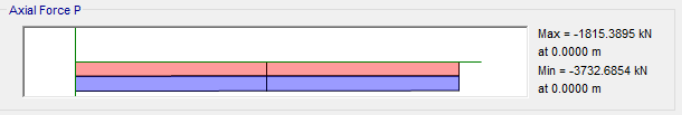 Axial Force P
Max = -1815.3895 kN
at 0.0000 m
Min = -3732.6854 kN
at 0.0000 m